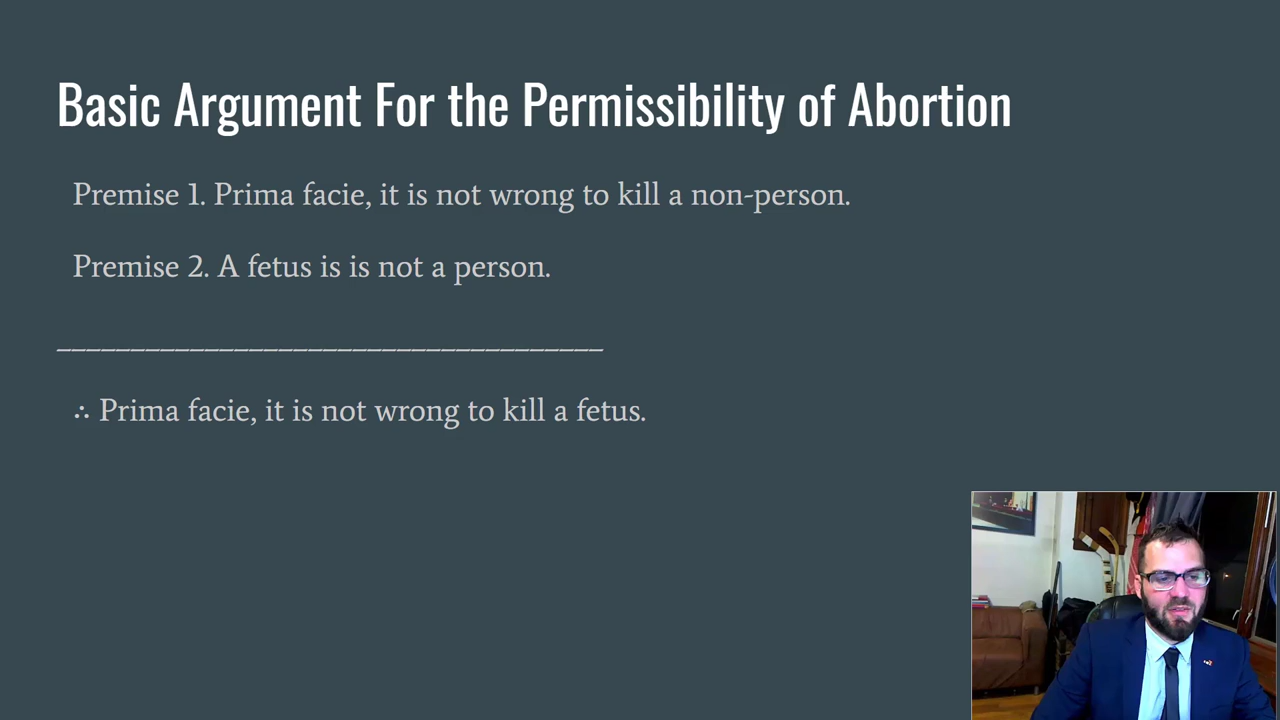 Basic Argument For the Permissibility of Abortion
Premise 1. Prima facie, it is not wrong to kill a non-person.
Premise 2. A fetus is is not a person.
_____________________________________
∴ Prima facie, it is not wrong to kill a fetus.